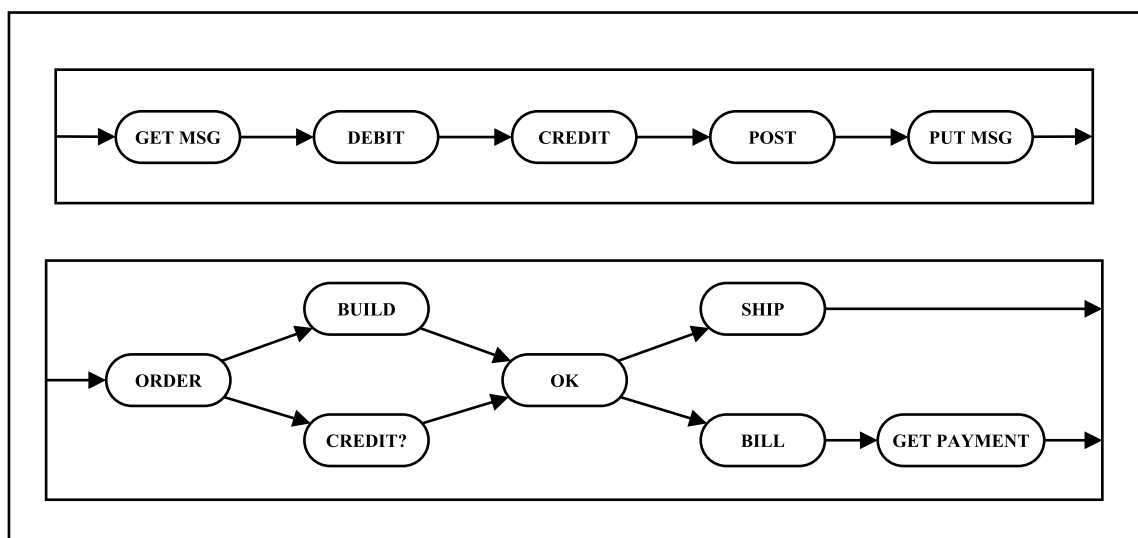 GET MSG
DEBIT
CREDIT
POST
PUT MSG
BUILD
SHIP
ORDER
OK
CREDIT?
BILL
GET PAYMENT